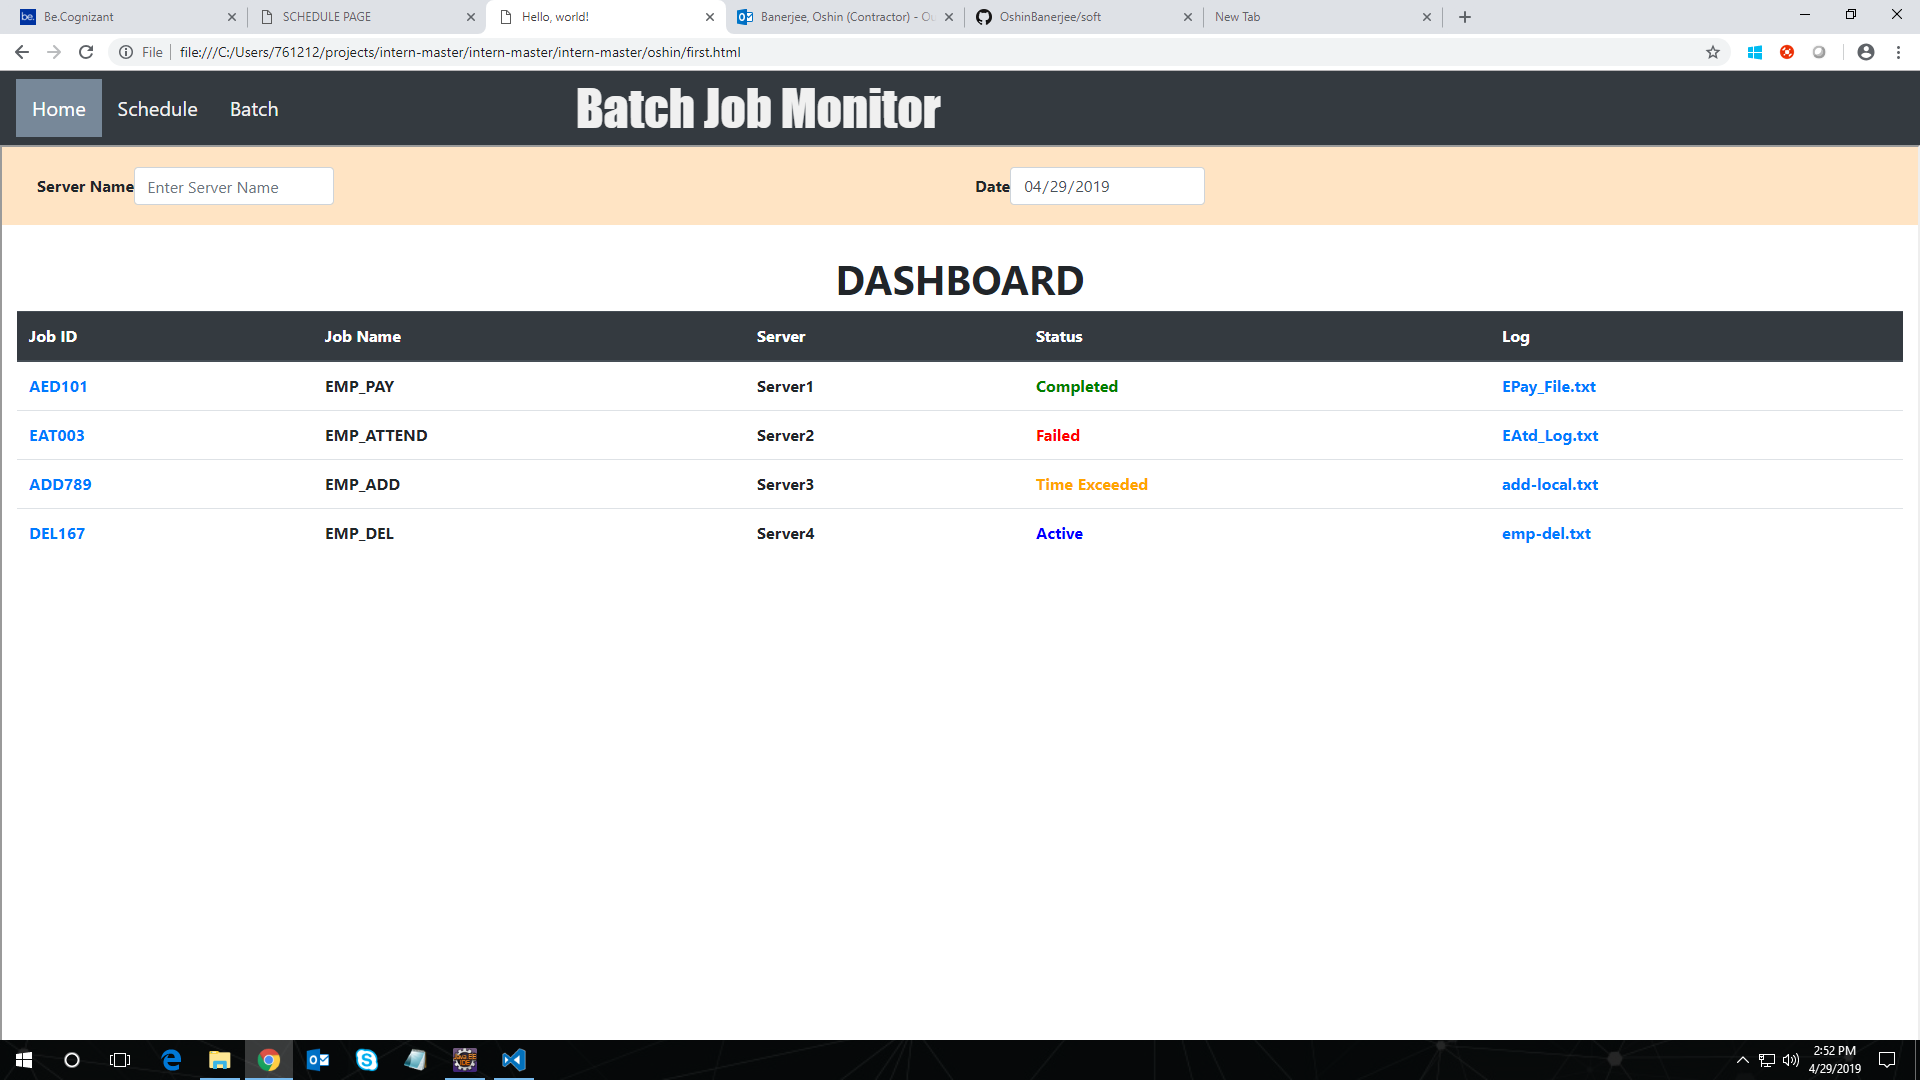 be. Be.Cognizant
SCHEDULE PAGE
Hello, world!
Banerjee, Oshin (Contractor) - Ou
OshinBanerjee/soft
New Tab
File file:///C:/Users/761212/projects/intern-master/intern-master/intern-master/oshin/first.html
Home Schedule Batch
Batch Job Monitor
Server Name Enter Server Name
Date 04/29/2019
DASHBOARD
Job ID Job Name Server Status Log
AED101 EMP_PAY Server1 Completed EPay_File.txt
EAT003 EMP_ATTEND Server2 Failed EAtd_Log.txt
ADD789 EMP_ADD Server3 Time Exceeded add-local.txt
DEL167 EMP_DEL Server4 Active emp-del.txt
2:52 PM
4/29/2019